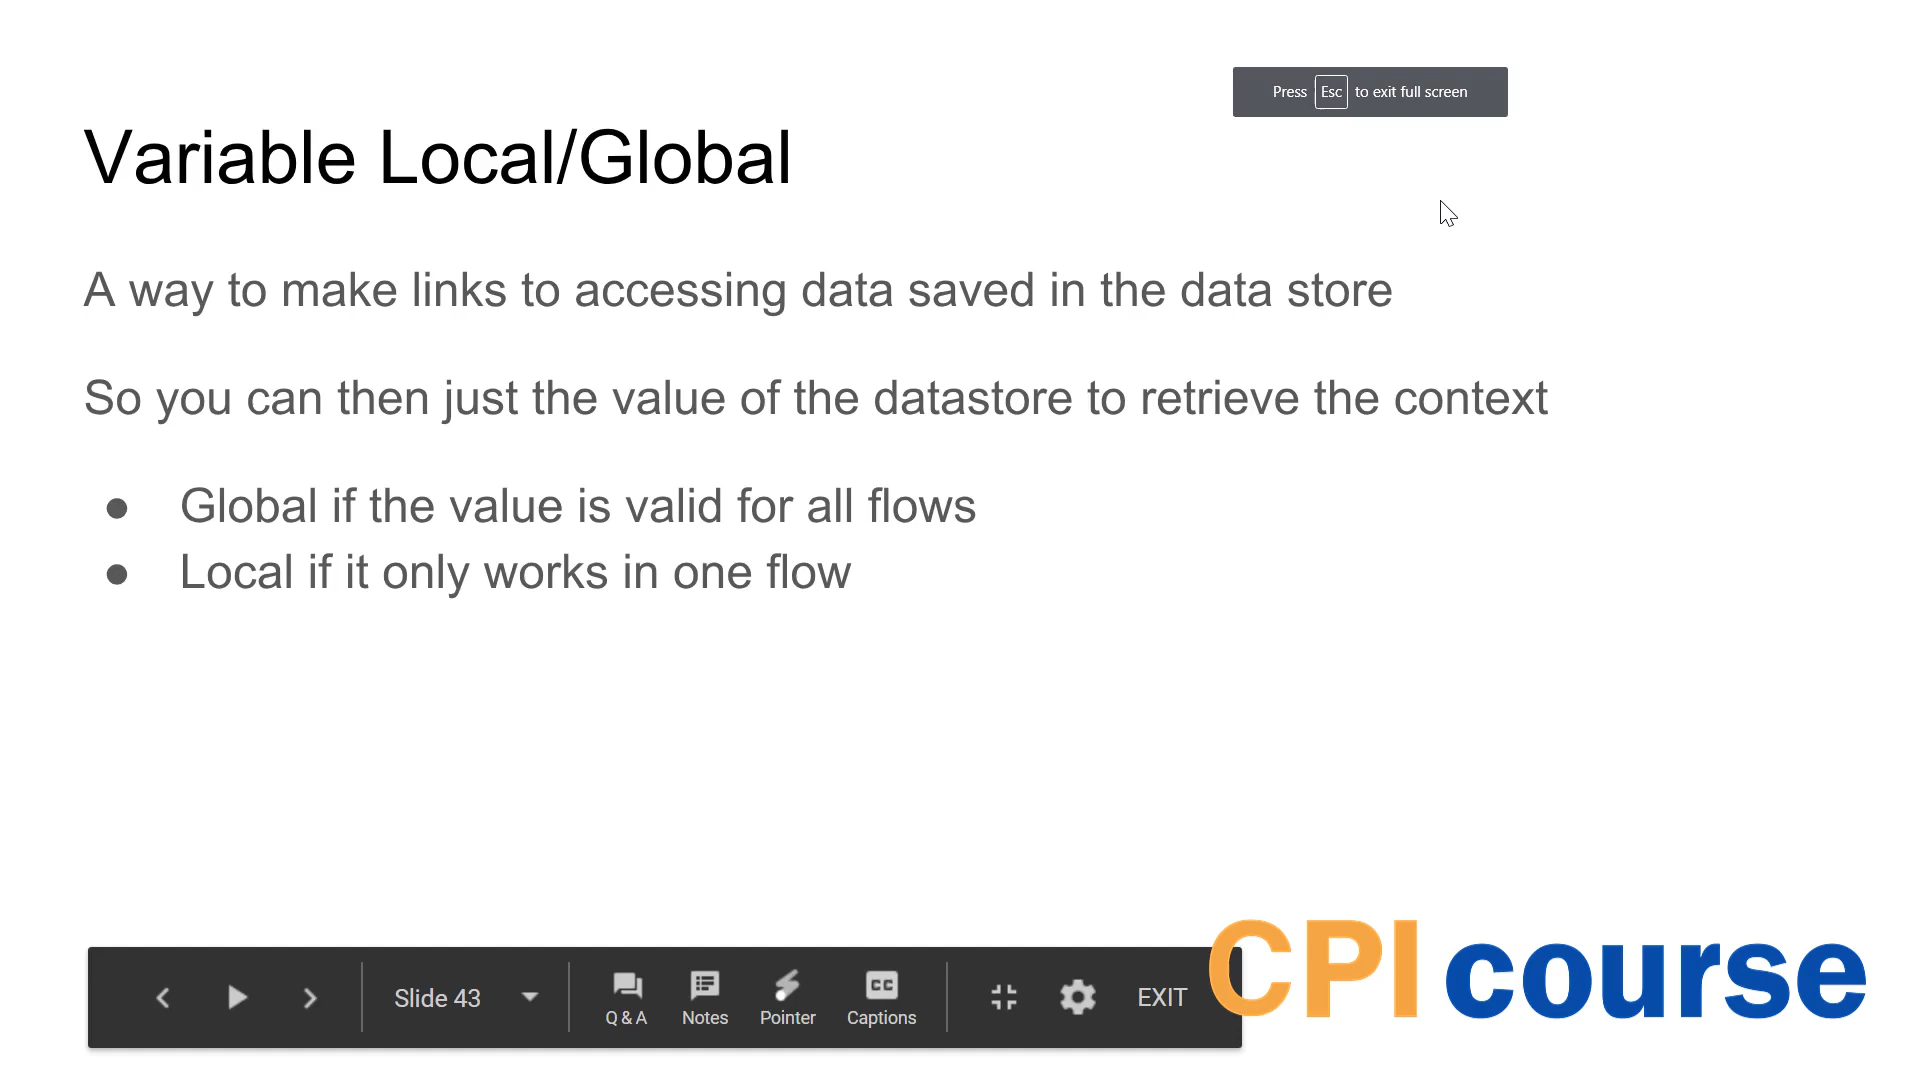 Press Esc to exit full screen
Variable Local/Global
A way to make links to accessing data saved in the data store
So you can then just the value of the datastore to retrieve the context
● Global if the value is valid for all flows
● Local if it only works in one flow
Slide 43
Q & A
Notes
Pointer
CC
Captions
EXIT
CPI course